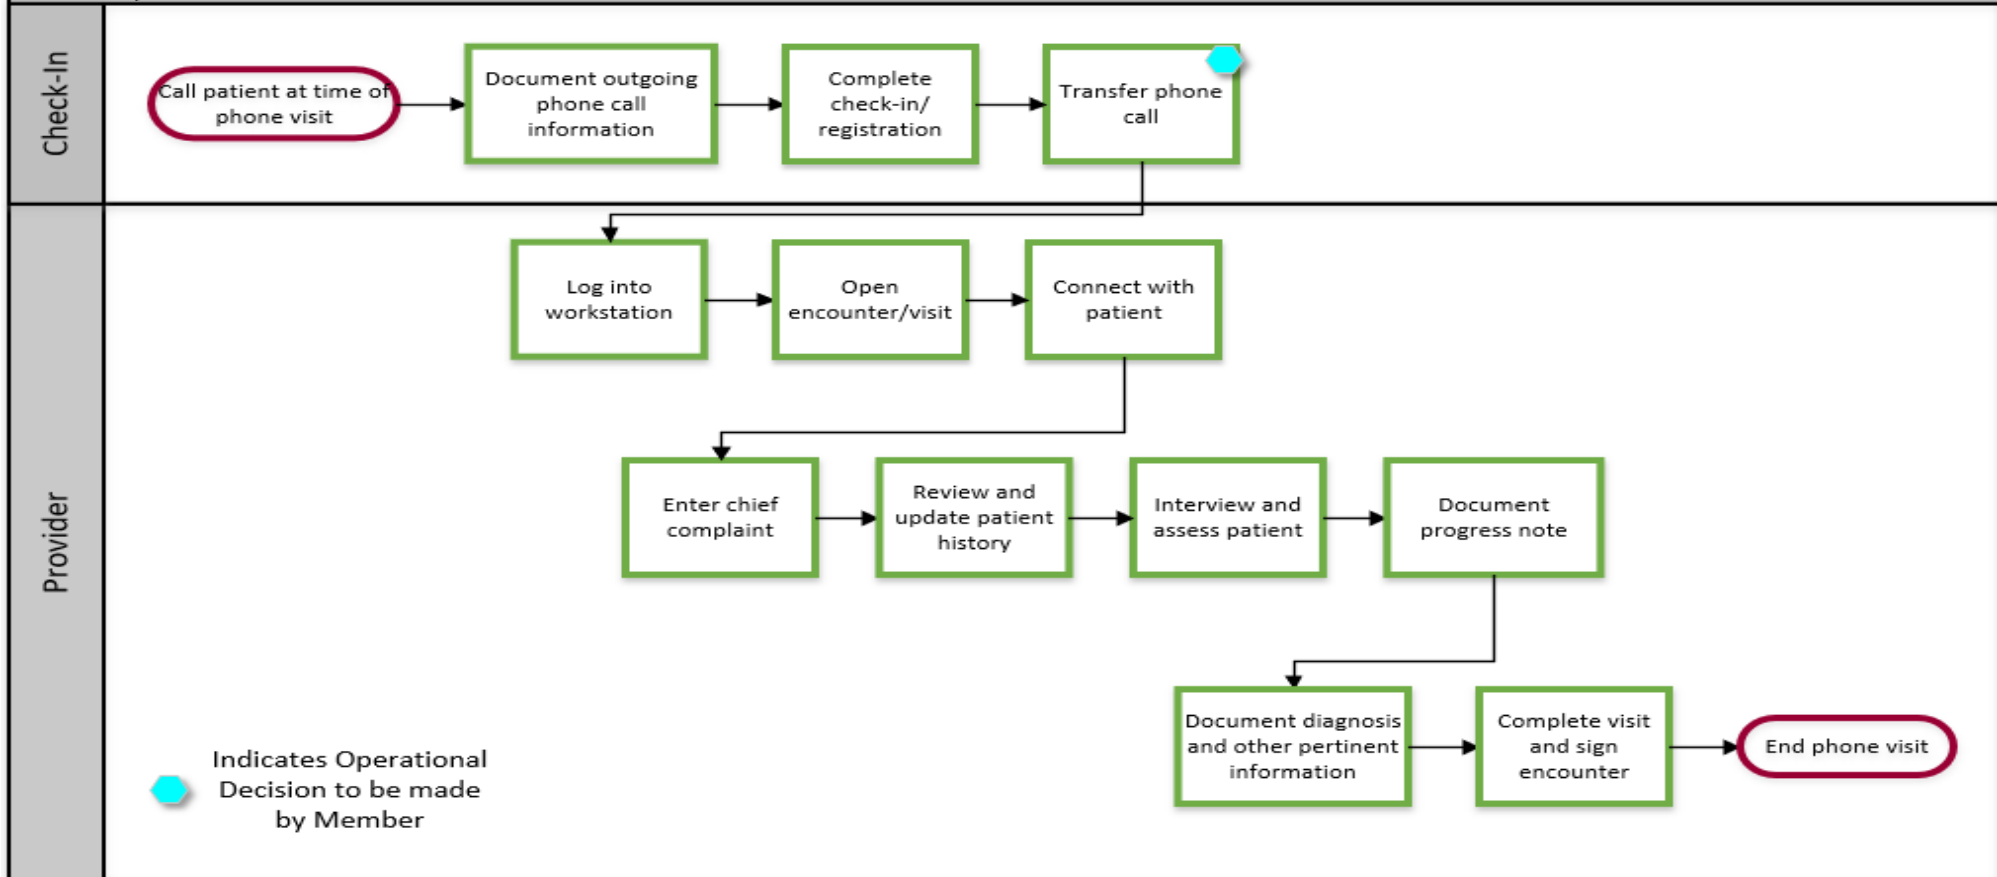 Check-In
Call patient at time of
phone visit
Document outgoing
phone call
information
Complete
check-in/
registration
Transfer phone
call
Provider
Log into
workstation
Open
encounter/visit
Connect with
patient
Enter chief
complaint
Review and
update patient
history
Interview and
assess patient
Document
progress note
Document diagnosis
and other pertinent
information
Complete visit
and sign
encounter
End phone visit
Indicates Operational
Decision to be made
by Member